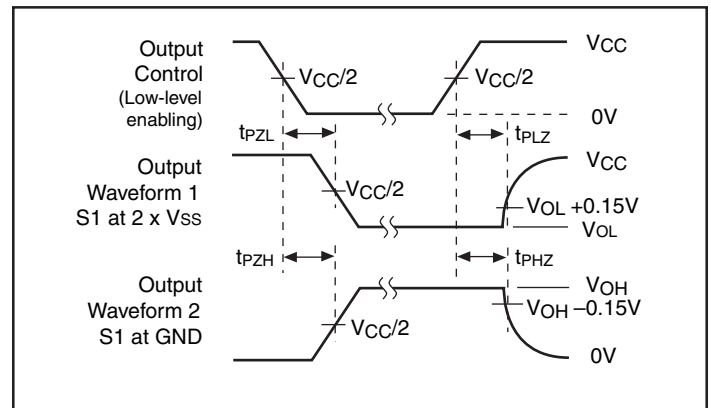 Output
Control
(Low-level
enabling)
VCC/2
VCC/2
VCC
0V
tPZL
tPLZ
Output
Waveform 1
S1 at 2 x VSS
VCC/2
VCC
VOL +0.15V
VOL
tPZH
tPHZ
Output
Waveform 2
S1 at GND
VCC/2
VOH
VOH –0.15V
0V